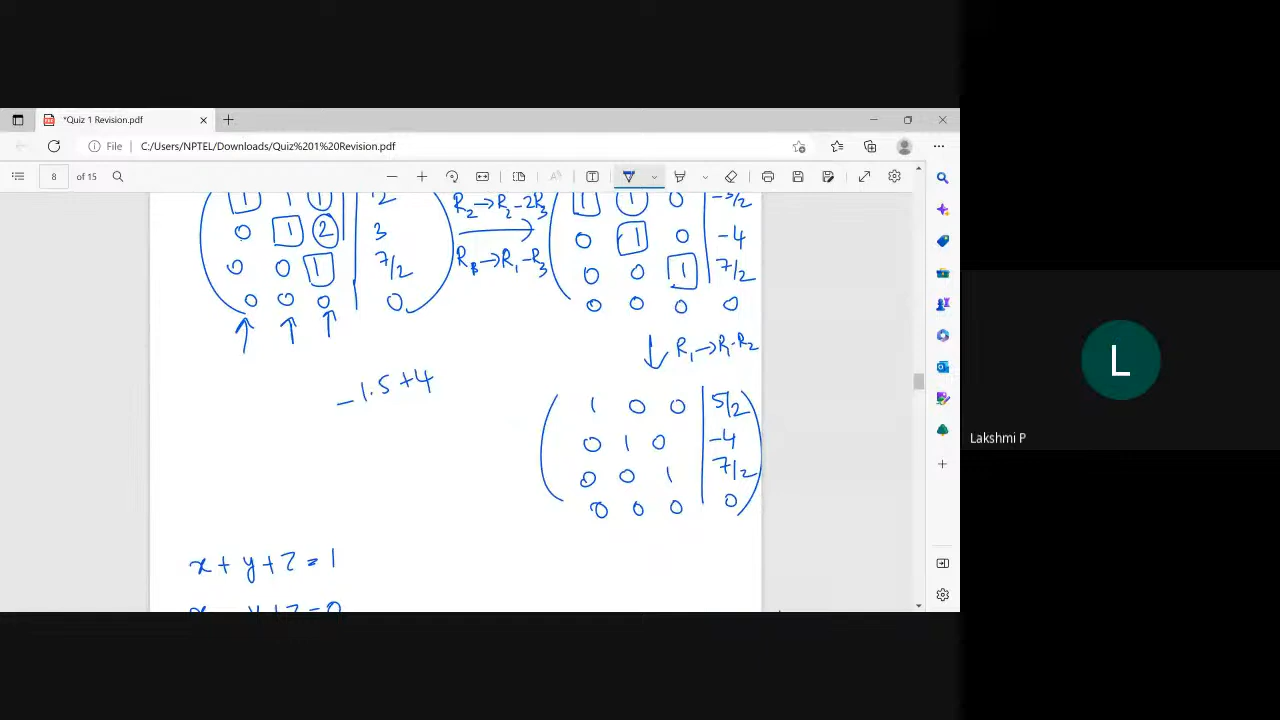 *Quiz 1 Revision.pdf
File C:/Users/NPTEL/Downloads/Quiz%201%20Revision.pdf
8 of 15
1 1 1 | 2
0 1 2 | 3
0 0 1 | 7/2
0 0 0 | 0
R2→R2-2R3
R1→R1-R3
1 1 0 | -3/2
0 1 0 | -4
0 0 1 | 7/2
0 0 0 0
R1→R1-R2
-1.5+4
1 0 0 | 5/2
0 1 0 | -4
0 0 1 | 7/2
0 0 0 | 0
x+y+z=1
L
Lakshmi P